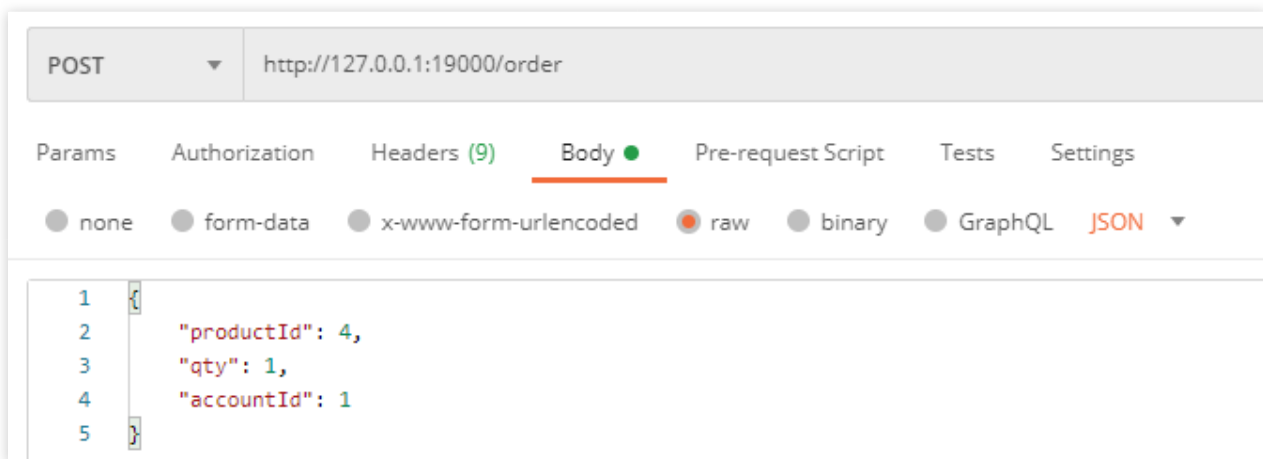 POST http://127.0.0.1:19000/order
Params Authorization Headers (9) Body Pre-request Script Tests Settings
none form-data x-www-form-urlencoded raw binary GraphQL JSON
1 {
2 "productId": 4,
3 "qty": 1,
4 "accountId": 1
5 }